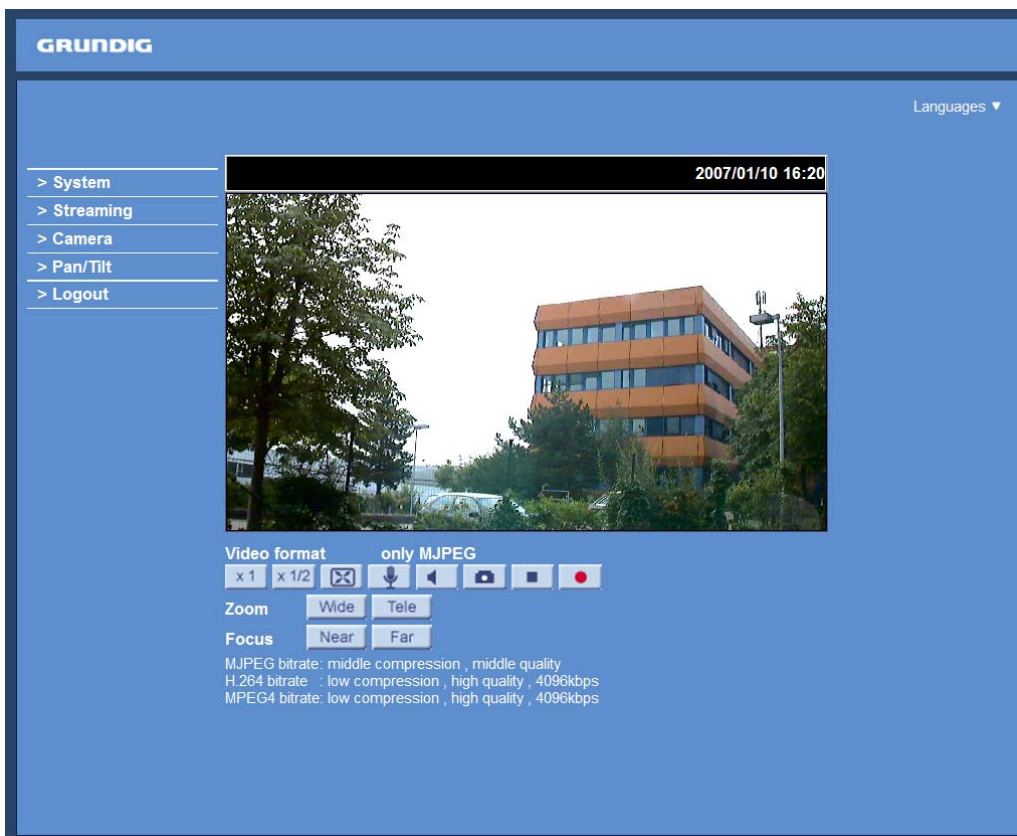 GRUNDIG
Languages ▼
2007/01/10 16:20
> System
> Streaming
> Camera
> Pan/Tilt
> Logout
Video format only MJPEG
x 1 x 1/2
Zoom Wide Tele
Focus Near Far
MJPEG bitrate: middle compression , middle quality
H.264 bitrate : low compression , high quality , 4096kbps
MPEG4 bitrate: low compression , high quality , 4096kbps